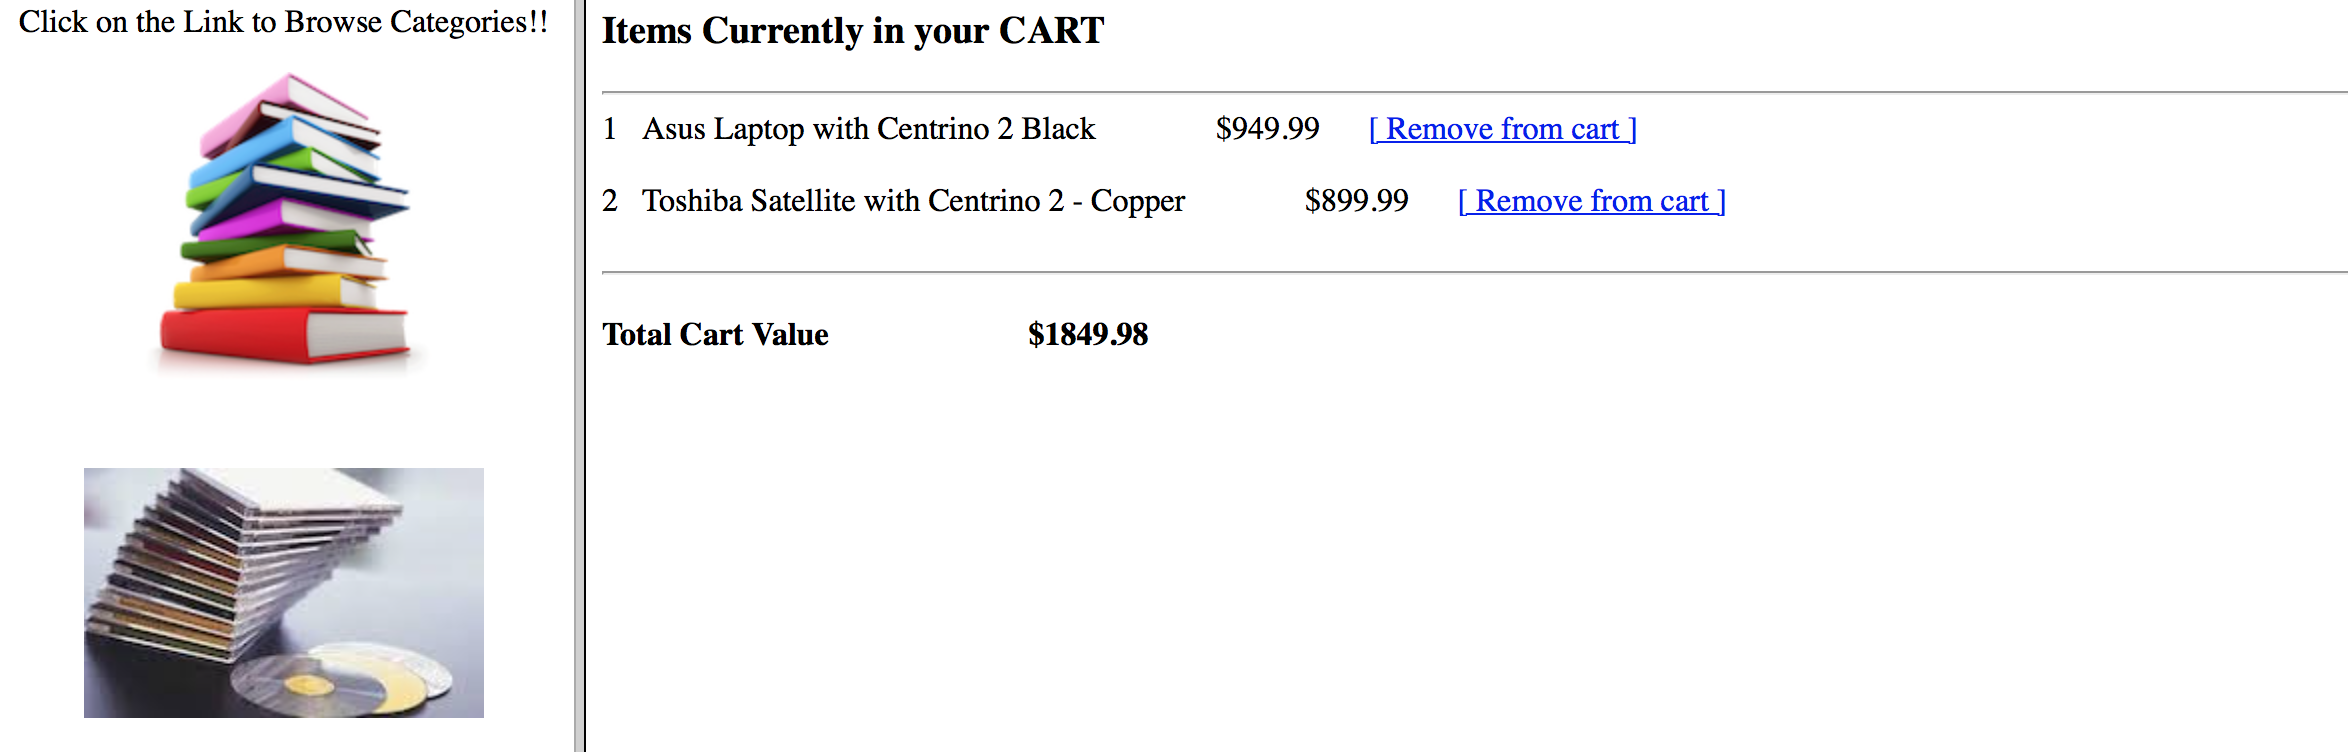 Click on the Link to Browse Categories!!
Items Currently in your CART
1 Asus Laptop with Centrino 2 Black $949.99 [ Remove from cart ]
2 Toshiba Satellite with Centrino 2 - Copper $899.99 [ Remove from cart ]
Total Cart Value $1849.98